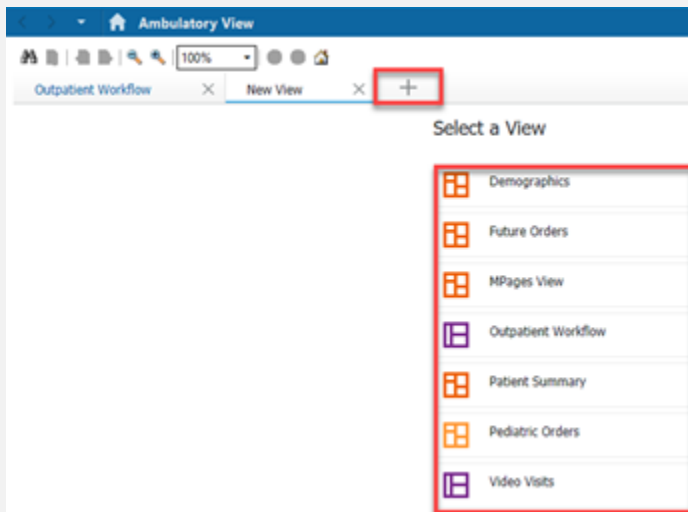 Ambulatory View
100%
Outpatient Workflow New View
Select a View
Demographics
Future Orders
MPages View
Outpatient Workflow
Patient Summary
Pediatric Orders
Video Visits